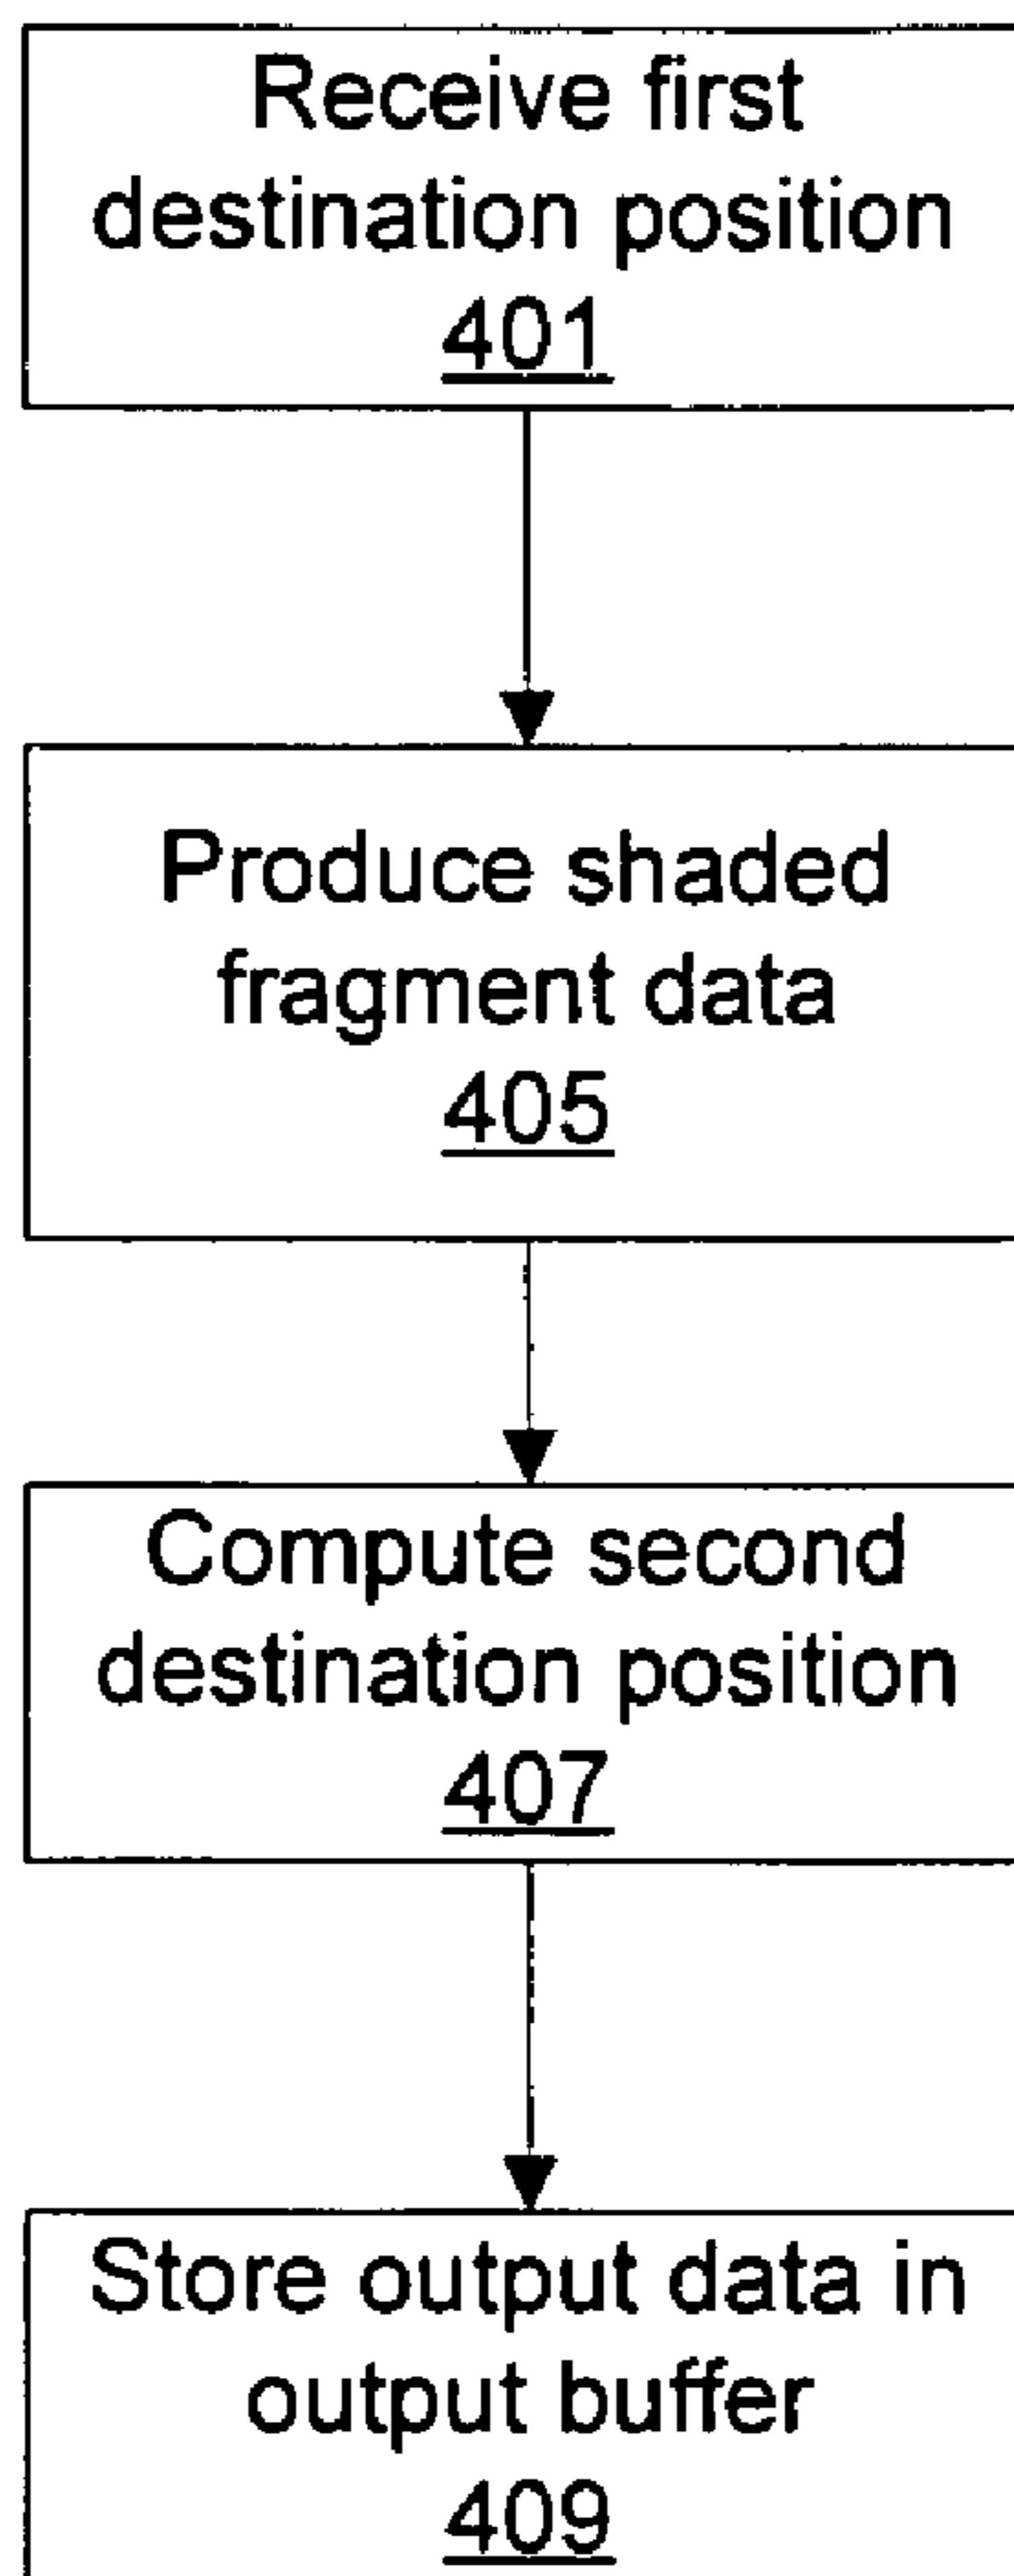 Receive first
destination position
401
Produce shaded
fragment data
405
Compute second
destination position
407
Store output data in
output buffer
409